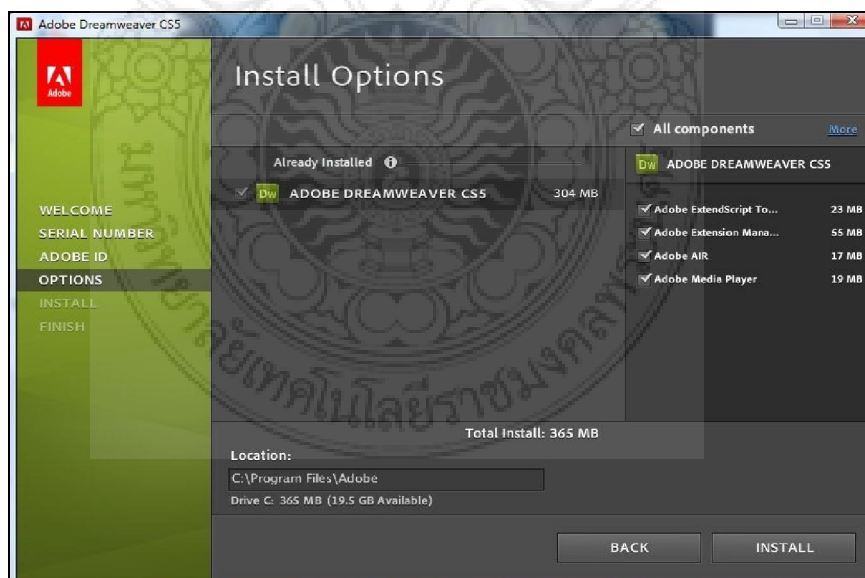 Adobe Dreamweaver CS5
Adobe
Install Options
All components More
Already Installed
Dw ADOBE DREAMWEAVER CS5 304 MB
Dw ADOBE DREAMWEAVER CS5
Adobe ExtendScript To... 23 MB
Adobe Extension Mana... 55 MB
Adobe AIR 17 MB
Adobe Media Player 19 MB
WELCOME
SERIAL NUMBER
ADOBE ID
OPTIONS
INSTALL
FINISH
Total Install: 365 MB
Location:
C:\Program Files\Adobe
Drive C: 365 MB (19.5 GB Available)
BACK INSTALL